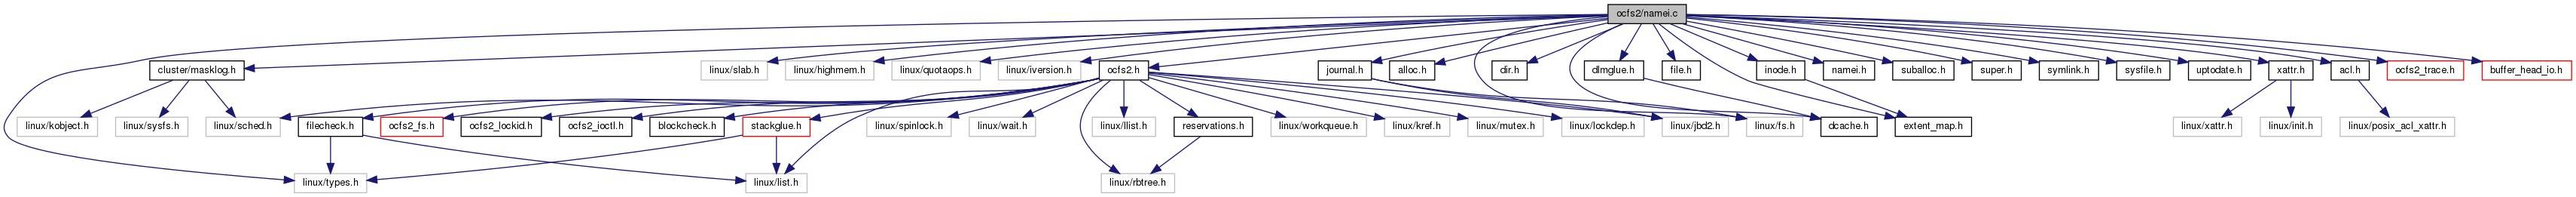 ocfs2/namei.c
cluster/masklog.h
linux/slab.h
linux/highmem.h
linux/quotaops.h
linux/iversion.h
ocfs2.h
journal.h
alloc.h
dir.h
dlmglue.h
file.h
inode.h
namei.h
suballoc.h
super.h
symlink.h
sysfile.h
uptodate.h
xattr.h
acl.h
ocfs2_trace.h
buffer_head_io.h
linux/kobject.h
linux/sysfs.h
linux/sched.h
filecheck.h
ocfs2_fs.h
ocfs2_lockid.h
ocfs2_ioctl.h
blockcheck.h
stackglue.h
linux/spinlock.h
linux/wait.h
linux/llist.h
reservations.h
linux/workqueue.h
linux/kref.h
linux/mutex.h
linux/lockdep.h
linux/jbd2.h
linux/fs.h
dcache.h
extent_map.h
linux/xattr.h
linux/init.h
linux/posix_acl_xattr.h
linux/types.h
linux/list.h
linux/rbtree.h